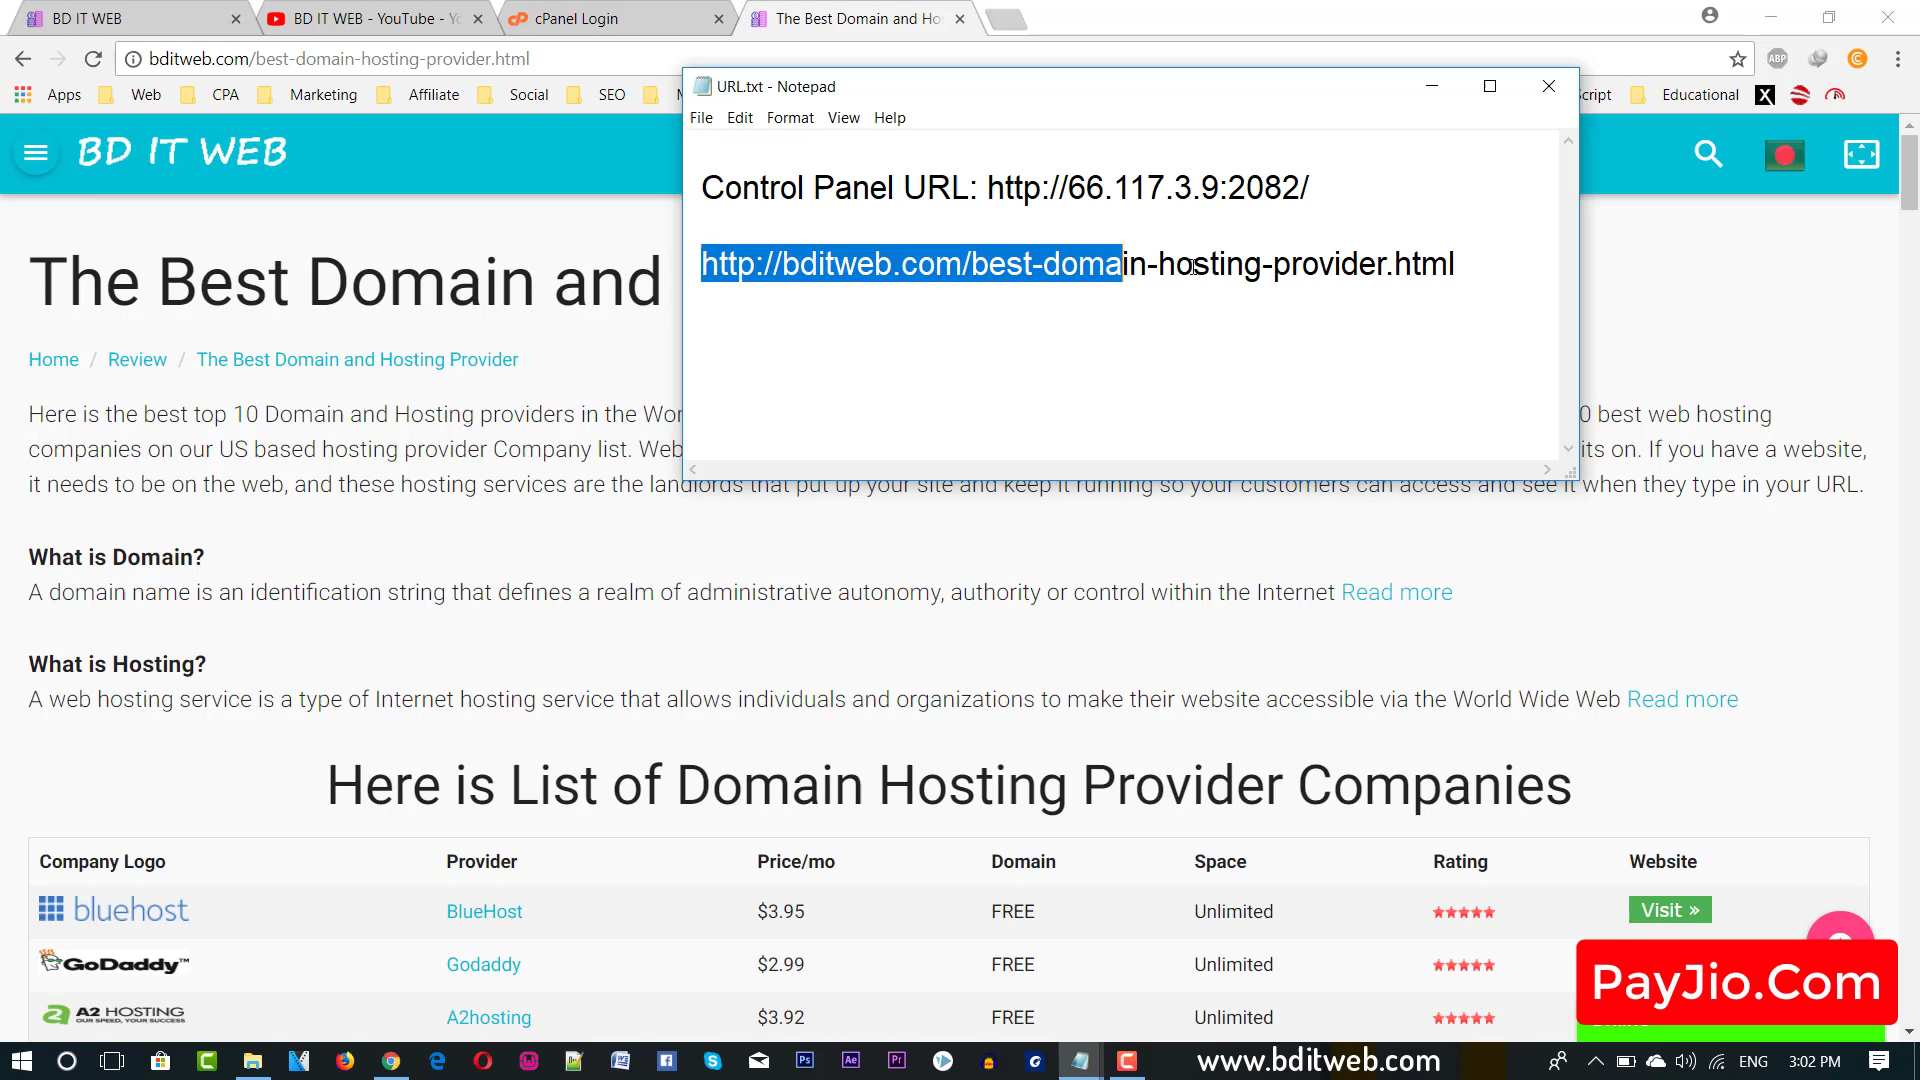 BD IT WEB
BD IT WEB - YouTube - Yo
cPanel Login
The Best Domain and Ho
bditweb.com/best-domain-hosting-provider.html
ABP
Apps
Web
CPA
Marketing
Affiliate
Social
SEO
Script
Educational
X
URL.txt - Notepad
File Edit Format View Help
Control Panel URL: http://66.117.3.9:2082/
http://bditweb.com/best-domain-hosting-provider.html
BD IT WEB
The Best Domain and
Home / Review / The Best Domain and Hosting Provider
Here is the best top 10 Domain and Hosting providers in the Wor 0 best web hosting
companies on our US based hosting provider Company list. Web its on. If you have a website,
it needs to be on the web, and these hosting services are the landlords that put up your site and keep it running so your customers can access and see it when they type in your URL.
What is Domain?
A domain name is an identification string that defines a realm of administrative autonomy, authority or control within the Internet Read more
What is Hosting?
A web hosting service is a type of Internet hosting service that allows individuals and organizations to make their website accessible via the World Wide Web Read more
Here is List of Domain Hosting Provider Companies
Company Logo Provider Price/mo Domain Space Rating Website
bluehost BlueHost $3.95 FREE Unlimited Visit »
GoDaddy™ Godaddy $2.99 FREE Unlimited
A2 HOSTING A2hosting $3.92 FREE Unlimited
OUR SPEED, YOUR SUCCESS
PayJio.Com
www.bditweb.com
ENG
3:02 PM